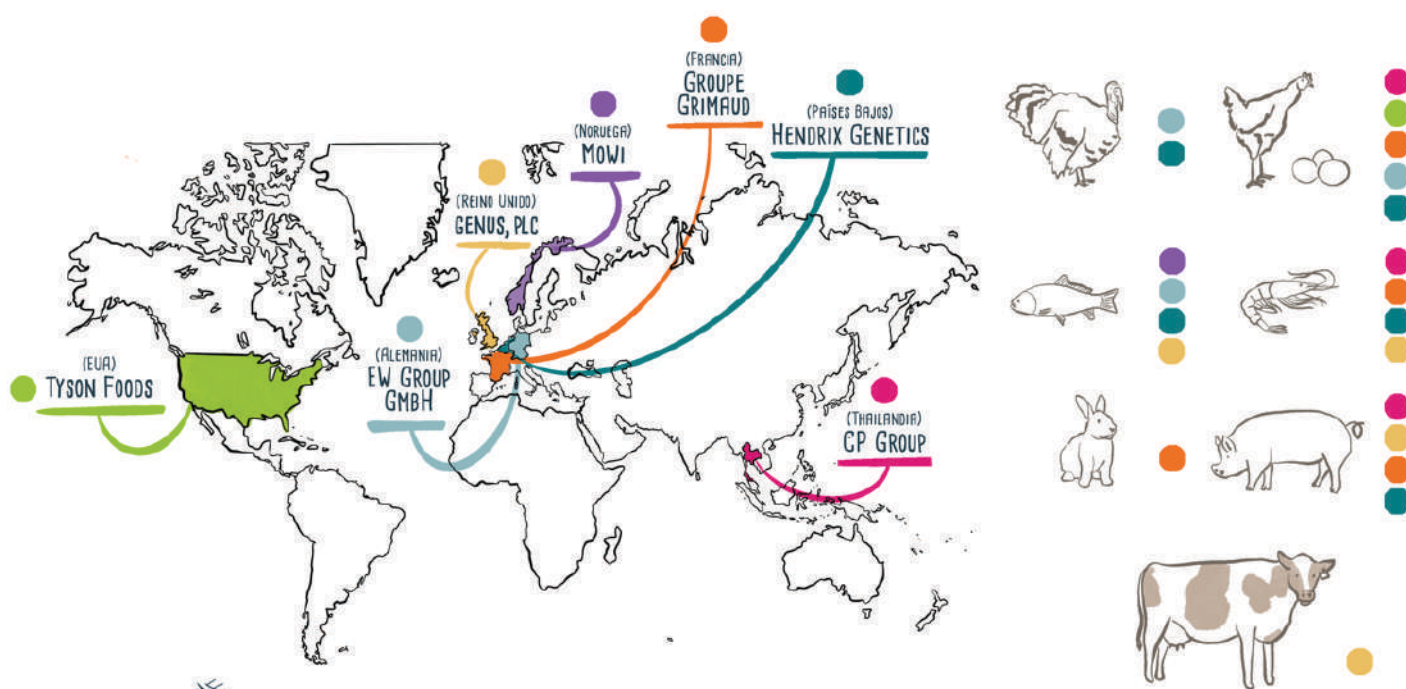 (FRANCIA)
GROUPE
GRIMAUD
(PAÍSES BAJOS)
HENDRIX GENETICS
(NORUEGA)
MOWI
(REINO UNIDO)
GENUS, PLC
(EUA)
TYSON FOODS
(ALEMANIA)
EW GROUP
GMBH
(THAILANDIA)
CP GROUP